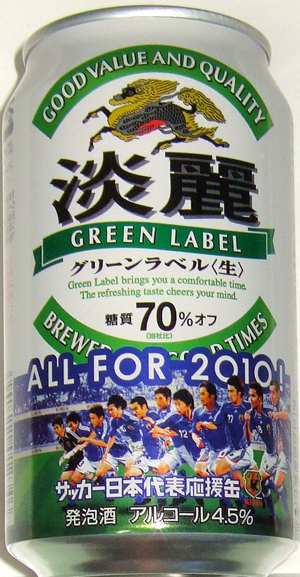 GOOD VALUE AND QUALITY
淡麗
GREEN LABEL
グリーンラベル〈生〉
Green Label brings you a comfortable time.
The refreshing taste cheers your mind.
糖質70%オフ
(当社比)
BREWED TIMES
ALL FOR 2010!
サッカー日本代表応援缶
発泡酒 アルコール4.5%